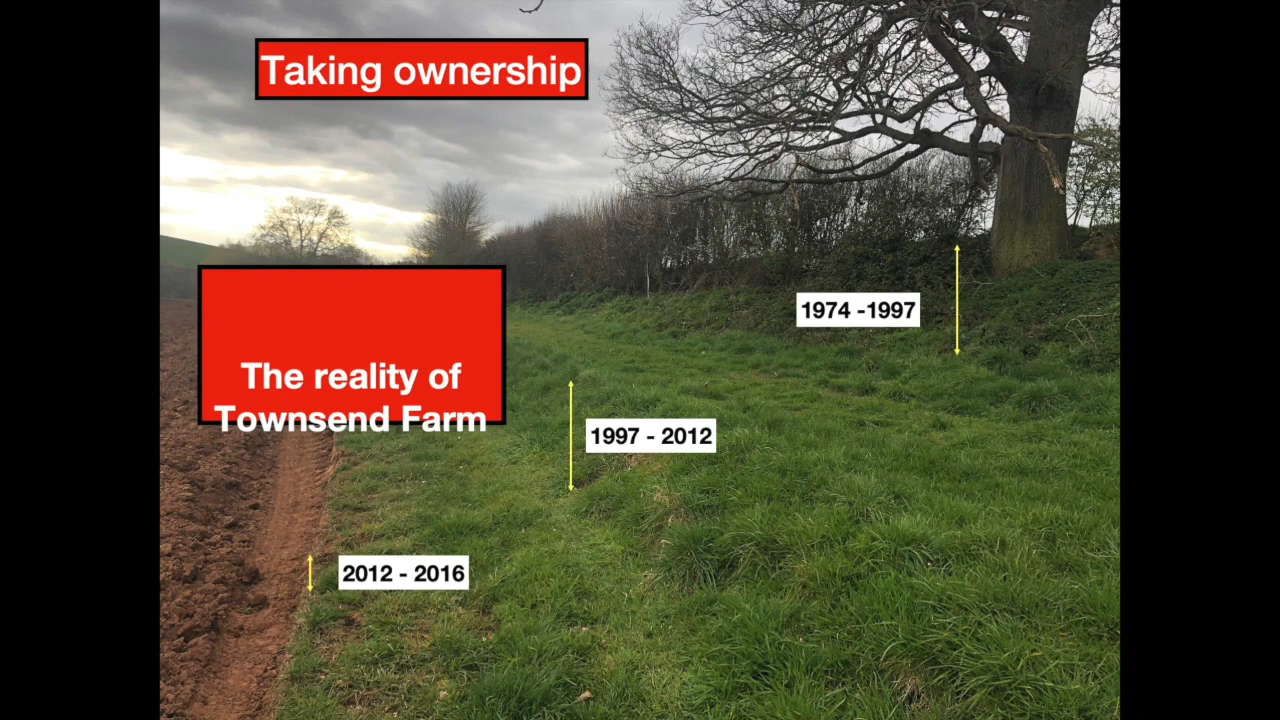 Taking ownership
1974 -1997
The reality of
Townsend Farm
1997 - 2012
2012 - 2016